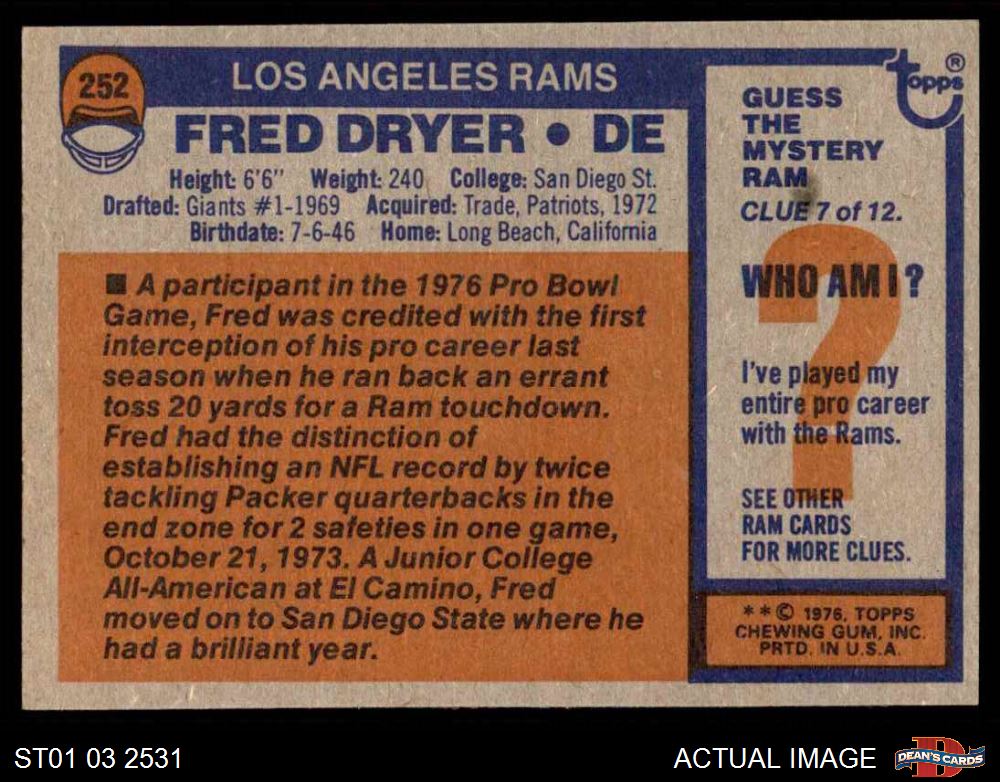 252
LOS ANGELES RAMS
FRED DRYER • DE
Height: 6'6" Weight: 240 College: San Diego St.
Drafted: Giants #1-1969 Acquired: Trade, Patriots, 1972
Birthdate: 7-6-46 Home: Long Beach, California
■ A participant in the 1976 Pro Bowl
Game, Fred was credited with the first
interception of his pro career last
season when he ran back an errant
toss 20 yards for a Ram touchdown.
Fred had the distinction of
establishing an NFL record by twice
tackling Packer quarterbacks in the
end zone for 2 safeties in one game,
October 21, 1973. A Junior College
All-American at El Camino, Fred
moved on to San Diego State where he
had a brilliant year.
topps ®
GUESS
THE
MYSTERY
RAM
CLUE 7 of 12.
?
WHO AM I?
I've played my
entire pro career
with the Rams.
SEE OTHER
RAM CARDS
FOR MORE CLUES.
* * © 1976, TOPPS
CHEWING GUM, INC.
PRTD. IN U.S.A.
ST01 03 2531
ACTUAL IMAGE
D
DEAN'S CARDS